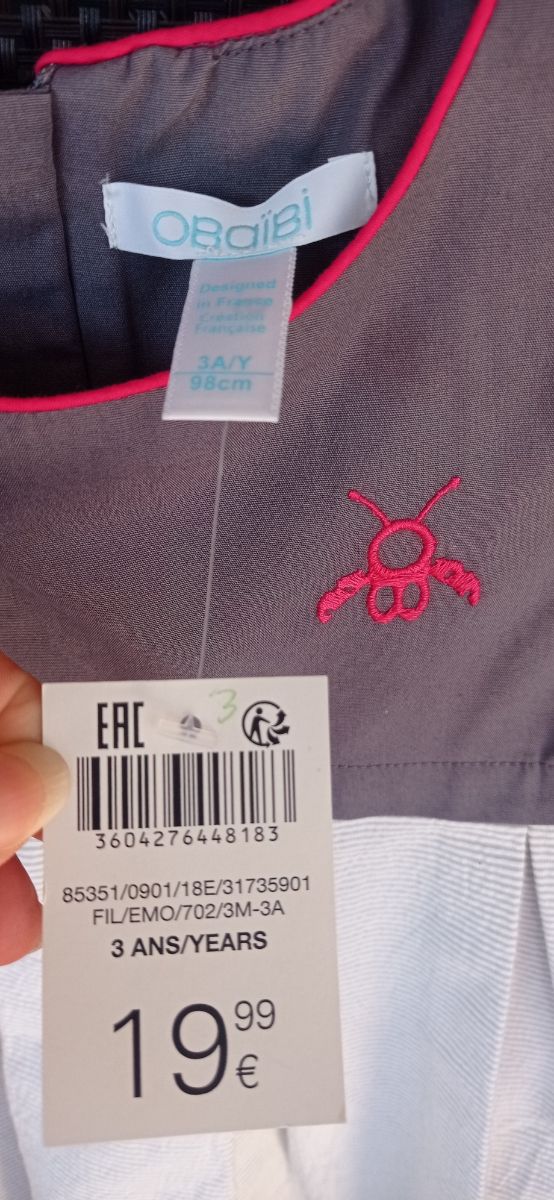 OBaïBi
Designed
in France
Création
Française
3A/Y
98cm
3
EAC
3604276448183
85351/0901/18E/31735901
FIL/EMO/702/3M-3A
3 ANS/YEARS
19 99
€